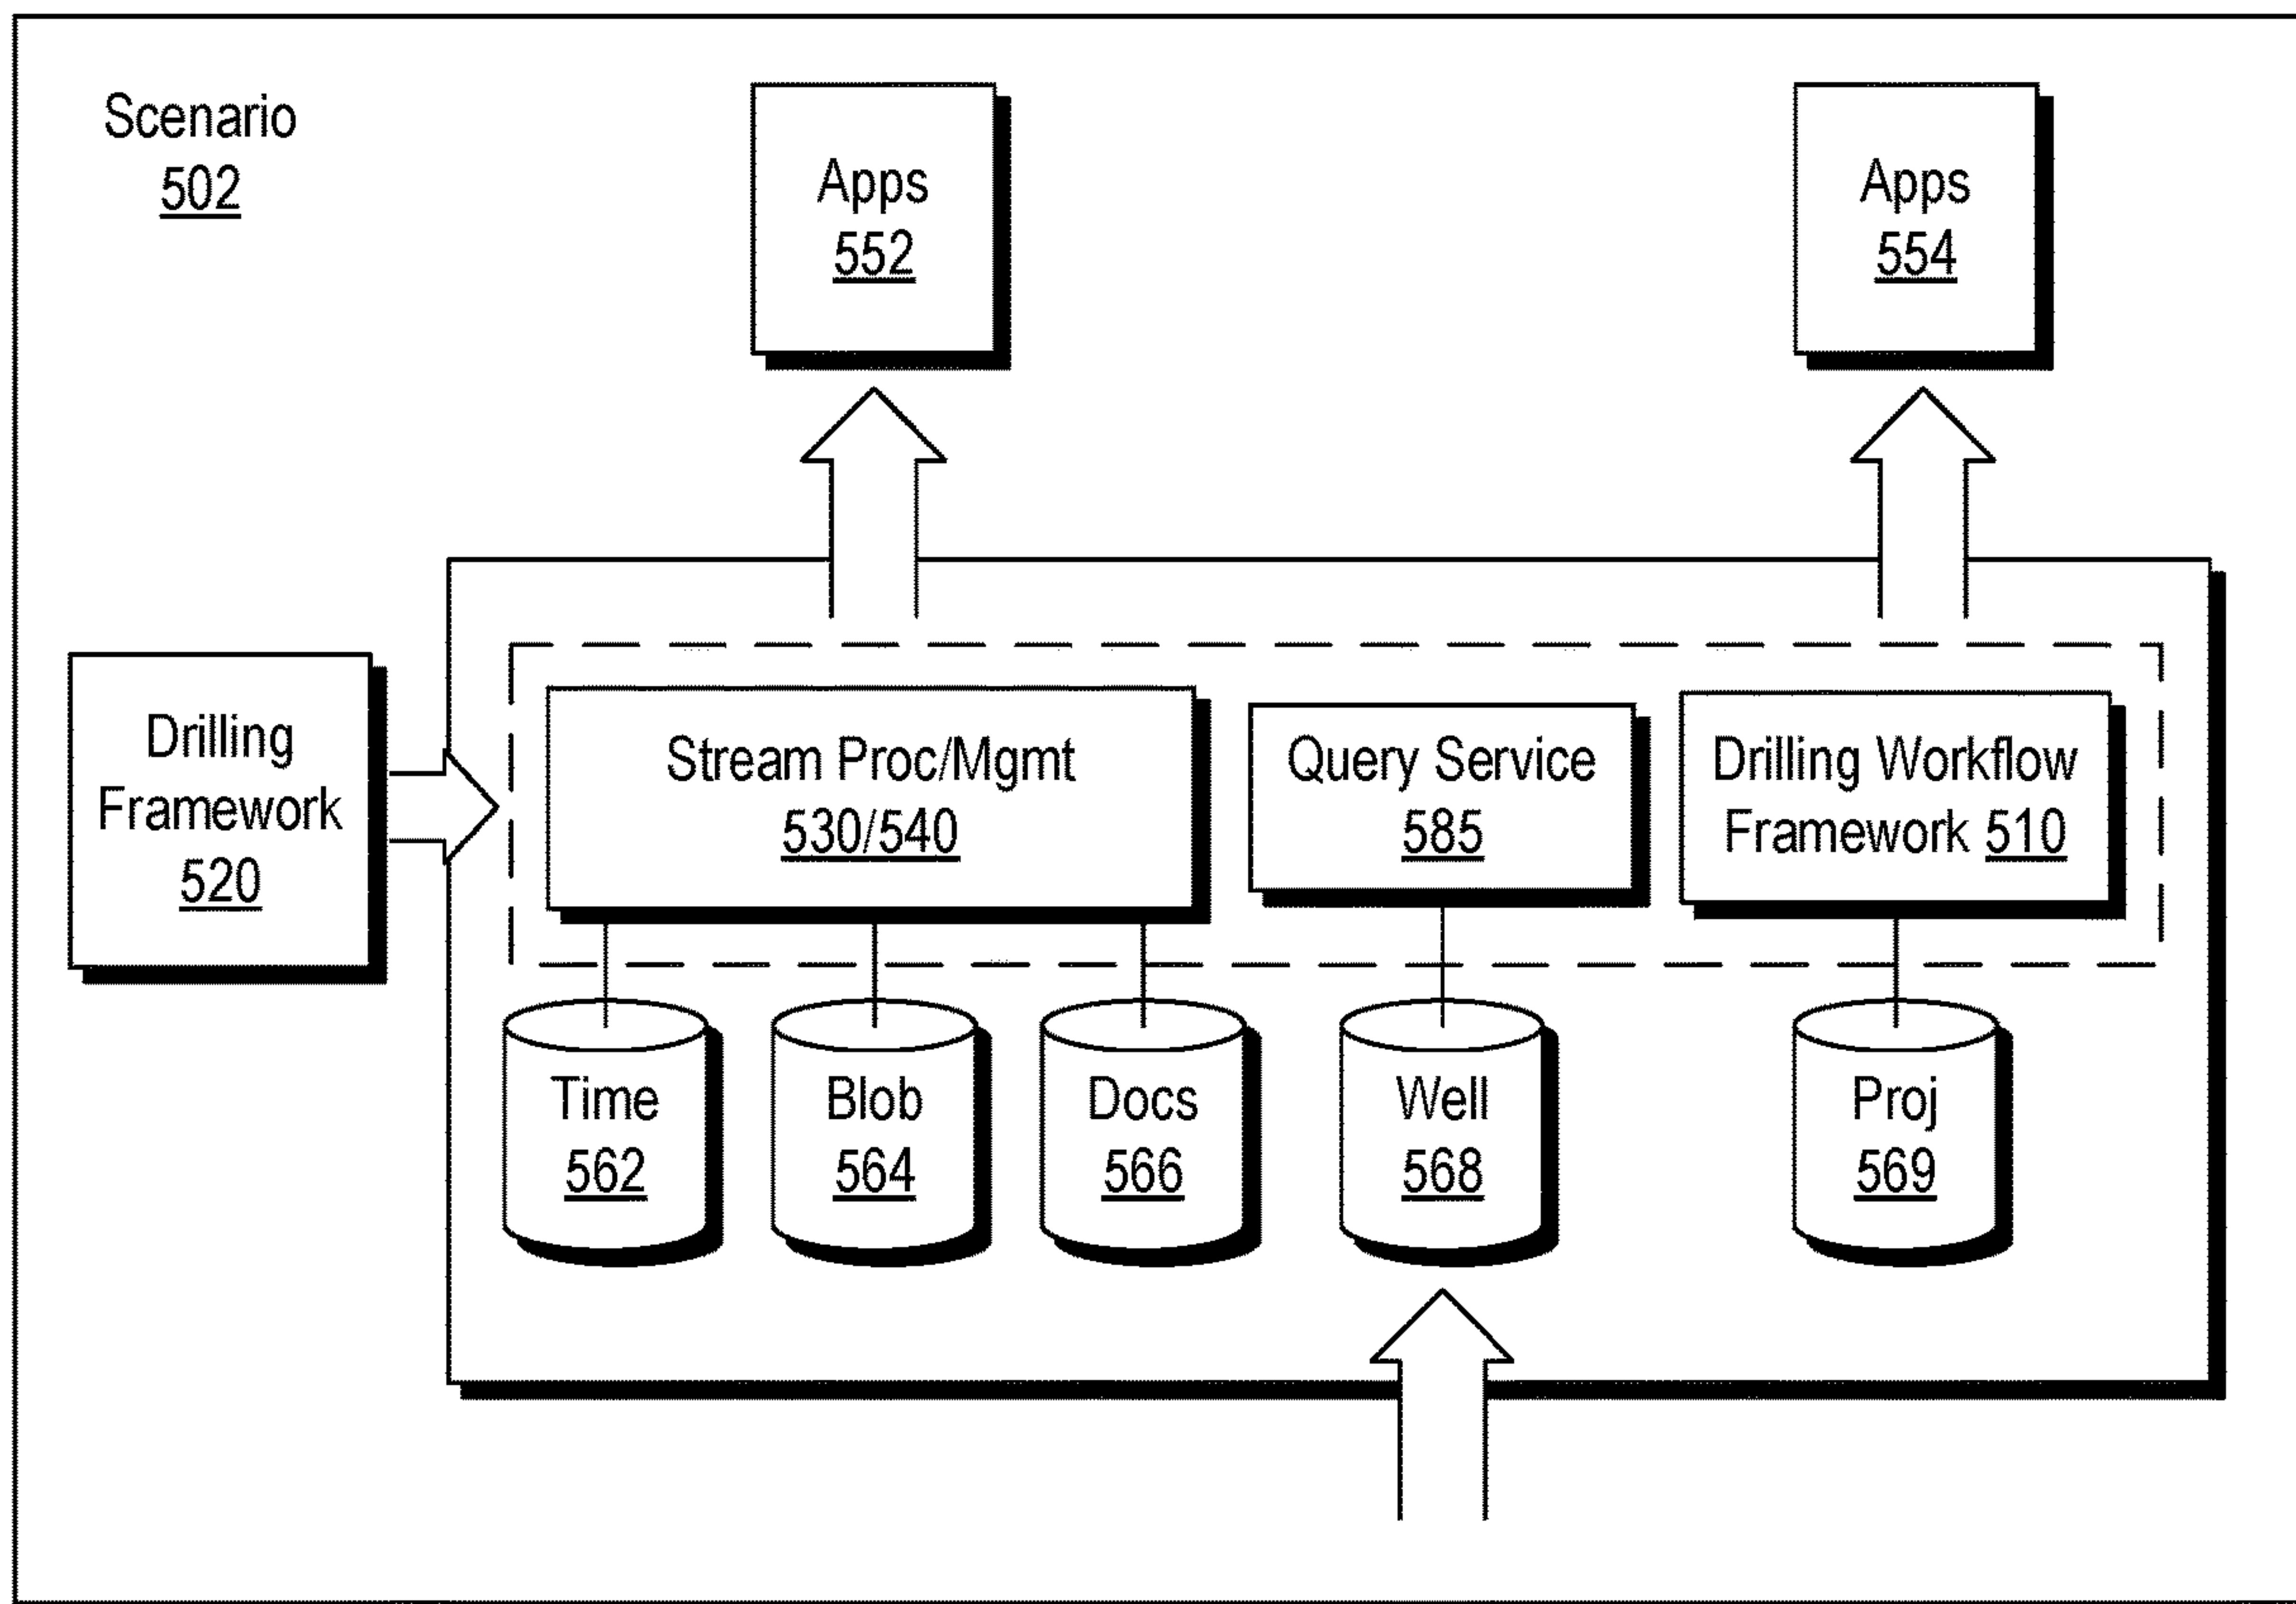 Scenario
502
Apps
552
Apps
554
Drilling
Framework
520
Stream Proc/Mgmt
530/540
Query Service
585
Drilling Workflow
Framework 510
Time
562
Blob
564
Docs
566
Well
568
Proj
569